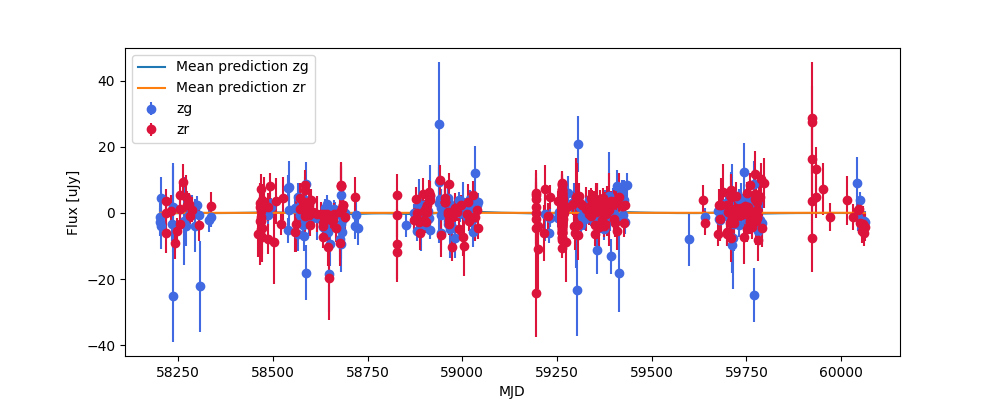 Mean prediction zg
Mean prediction zr
zg
zr
40
20
0
−20
−40
Flux [uJy]
58250
58500
58750
59000
59250
59500
59750
60000
MJD